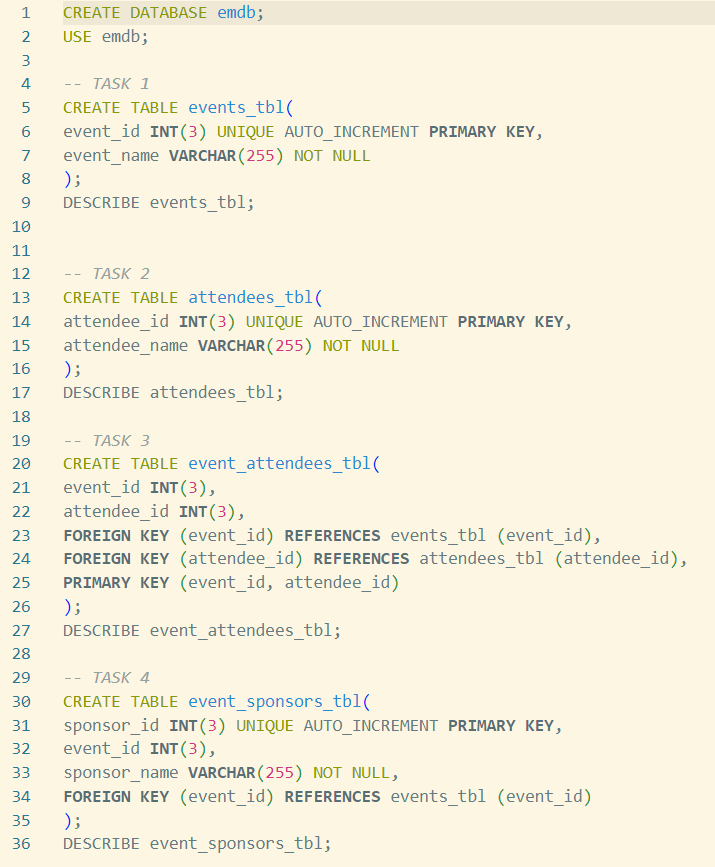 1 CREATE DATABASE emdb;
2 USE emdb;
3
4 -- TASK 1
5 CREATE TABLE events_tbl(
6 event_id INT(3) UNIQUE AUTO_INCREMENT PRIMARY KEY,
7 event_name VARCHAR(255) NOT NULL
8 );
9 DESCRIBE events_tbl;
10
11
12 -- TASK 2
13 CREATE TABLE attendees_tbl(
14 attendee_id INT(3) UNIQUE AUTO_INCREMENT PRIMARY KEY,
15 attendee_name VARCHAR(255) NOT NULL
16 );
17 DESCRIBE attendees_tbl;
18
19 -- TASK 3
20 CREATE TABLE event_attendees_tbl(
21 event_id INT(3),
22 attendee_id INT(3),
23 FOREIGN KEY (event_id) REFERENCES events_tbl (event_id),
24 FOREIGN KEY (attendee_id) REFERENCES attendees_tbl (attendee_id),
25 PRIMARY KEY (event_id, attendee_id)
26 );
27 DESCRIBE event_attendees_tbl;
28
29 -- TASK 4
30 CREATE TABLE event_sponsors_tbl(
31 sponsor_id INT(3) UNIQUE AUTO_INCREMENT PRIMARY KEY,
32 event_id INT(3),
33 sponsor_name VARCHAR(255) NOT NULL,
34 FOREIGN KEY (event_id) REFERENCES events_tbl (event_id)
35 );
36 DESCRIBE event_sponsors_tbl;